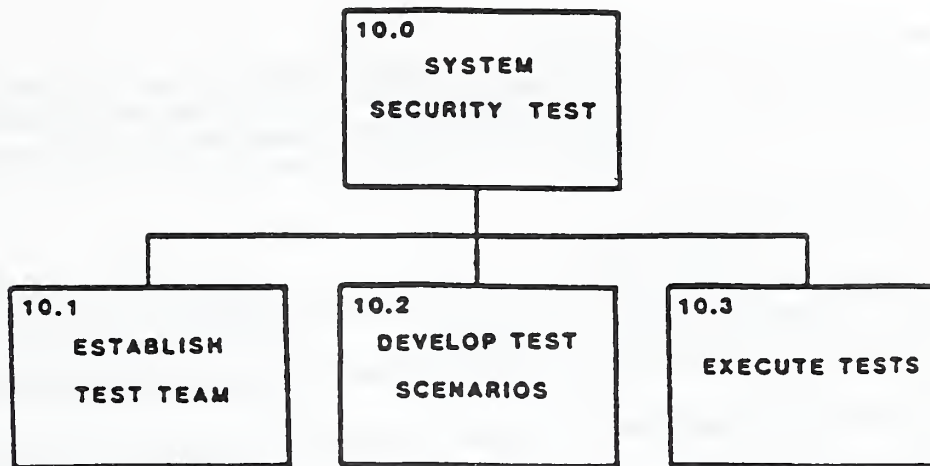 10.0
SYSTEM
SECURITY TEST
10.1
ESTABLISH
TEST TEAM
10.2
DEVELOP TEST
SCENARIOS
10.3
EXECUTE TESTS